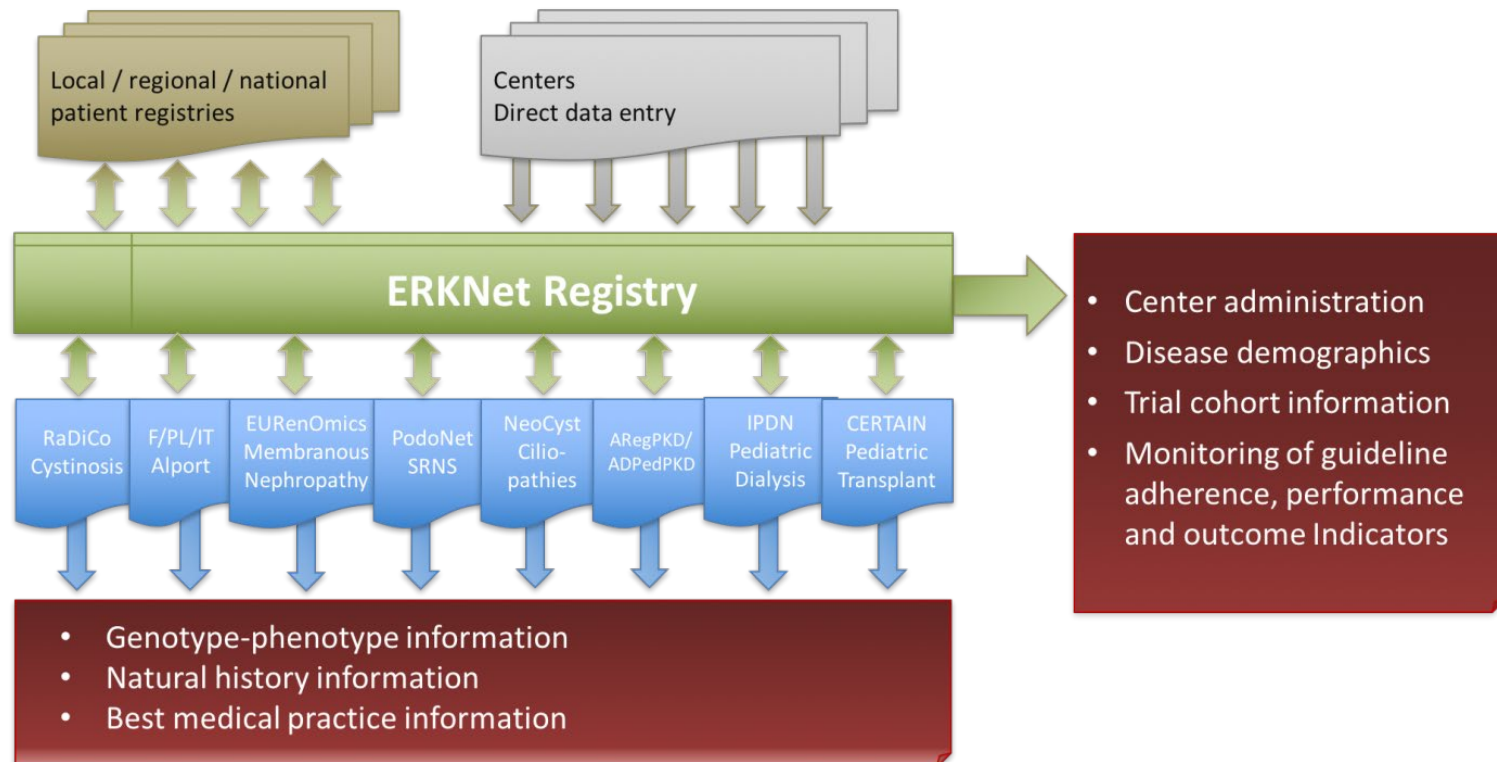 Local / regional / national
patient registries
Centers
Direct data entry
ERKNet Registry
RaDiCo
Cystinosis
F/PL/IT
Alport
EURenOmics
Membranous
Nephropathy
PodoNet
SRNS
NeoCyst
Cilio-
pathies
ARegPKD/
ADPedPKD
IPDN
Pediatric
Dialysis
CERTAIN
Pediatric
Transplant
• Center administration
• Disease demographics
• Trial cohort information
• Monitoring of guideline
adherence, performance
and outcome Indicators
• Genotype-phenotype information
• Natural history information
• Best medical practice information